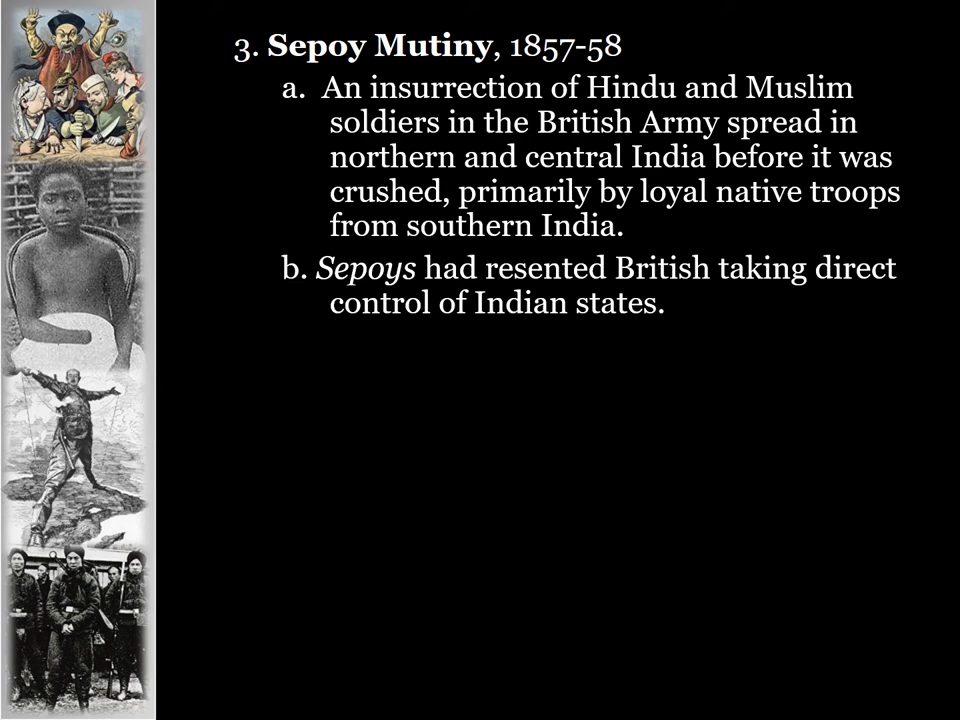 3. Sepoy Mutiny, 1857-58
a. An insurrection of Hindu and Muslim
soldiers in the British Army spread in
northern and central India before it was
crushed, primarily by loyal native troops
from southern India.
b. Sepoys had resented British taking direct
control of Indian states.